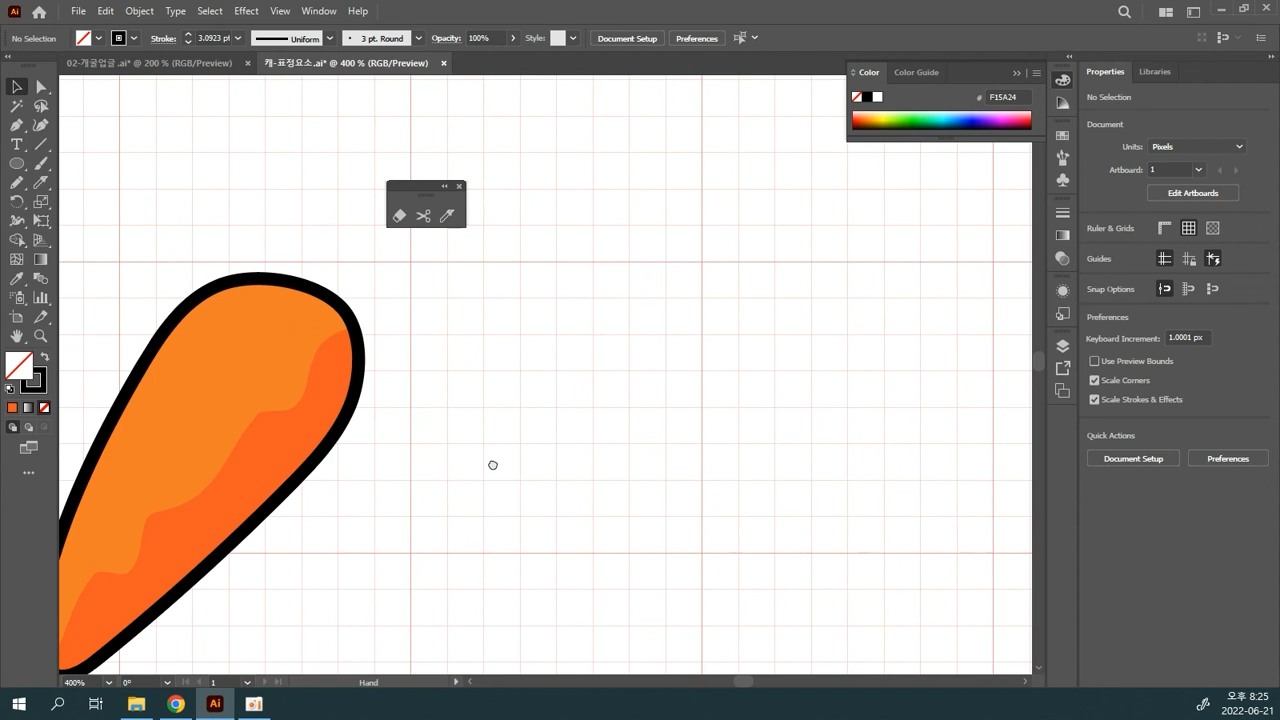 Ai File Edit Object Type Select Effect View Window Help
No Selection Stroke: 3.0923 pt Uniform 3 pt. Round Opacity: 100% Style: Document Setup Preferences
02-개굴업글.ai* @ 200 % (RGB/Preview) × 캐-표정요소.ai* @ 400 % (RGB/Preview) ×
Color Color Guide
# F15A24
Properties Libraries
No Selection
Document
Units: Pixels
Artboard: 1
Edit Artboards
Ruler & Grids
Guides
Snap Options
Preferences
Keyboard Increment: 1.0001 px
Use Preview Bounds
Scale Corners
Scale Strokes & Effects
Quick Actions
Document Setup Preferences
400% 0° 1 Hand
Ai
오후 8:25
2022-06-21